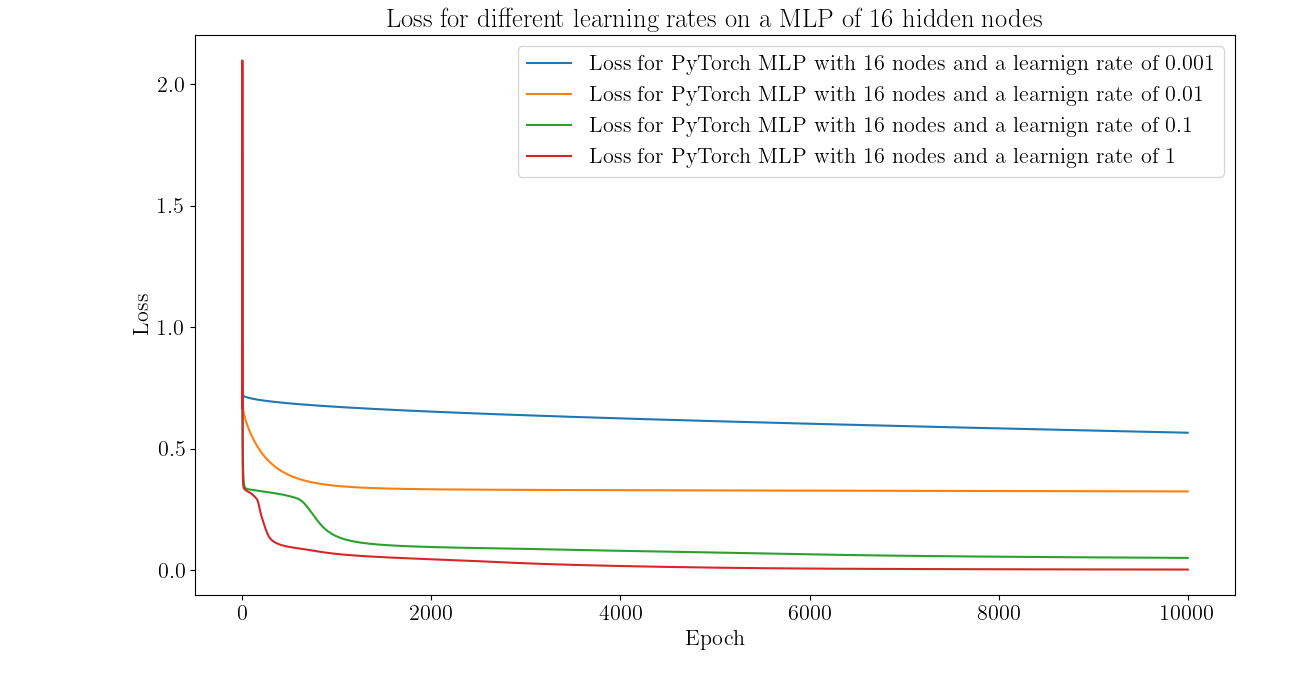 Loss for different learning rates on a MLP of 16 hidden nodes
Loss for PyTorch MLP with 16 nodes and a learnign rate of 0.001
Loss for PyTorch MLP with 16 nodes and a learnign rate of 0.01
Loss for PyTorch MLP with 16 nodes and a learnign rate of 0.1
Loss for PyTorch MLP with 16 nodes and a learnign rate of 1
2.0
1.5
1.0
0.5
0.0
Loss
0 2000 4000 6000 8000 10000
Epoch